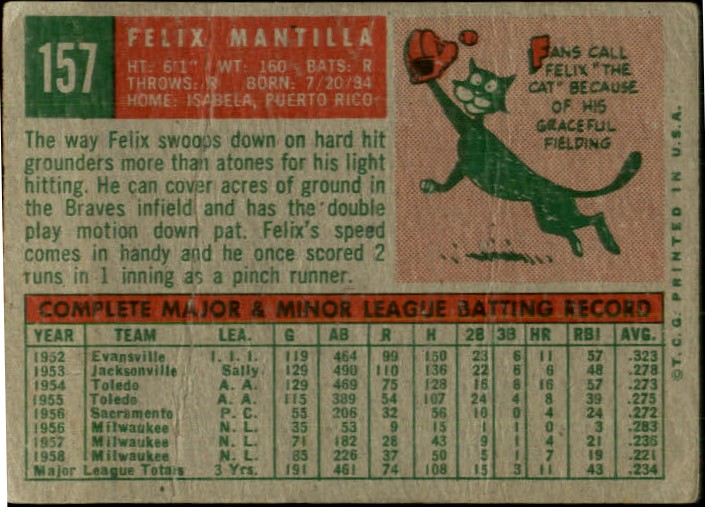 157
FELIX MANTILLA
HT: 6'1" WT: 160 BATS: R
THROWS: R BORN: 7/20/34
HOME: ISABELA, PUERTO RICO
FANS CALL
FELIX "THE
CAT" BECAUSE
OF HIS
GRACEFUL
FIELDING
The way Felix swoops down on hard hit
grounders more than atones for his light
hitting. He can cover acres of ground in
the Braves infield and has the double
play motion down pat. Felix's speed
comes in handy and he once scored 2
runs in 1 inning as a pinch runner.
COMPLETE MAJOR & MINOR LEAGUE BATTING RECORD
YEAR TEAM LEA. G AB R H 2B 3B HR RBI AVG.
1952 Evansville I. I. I. 119 464 99 150 23 6 11 57 .323
1953 Jacksonville Sally. 129 490 110 136 22 6 6 48 .278
1954 Toledo A. A. 129 469 75 128 16 8 16 57 .273
1955 Toledo A. A. 115 389 54 107 24 4 8 39 .275
1956 Sacramento P. C. 55 206 32 56 10 0 4 24 .272
1956 Milwaukee N. L. 35 53 9 15 1 1 0 3 .283
1957 Milwaukee N. L. 71 182 28 43 9 1 4 21 .236
1958 Milwaukee N. L. 85 226 37 50 5 1 7 19 .221
Major League Totals 3 Yrs. 191 461 74 108 15 3 11 43 .234
© T.C.G. PRINTED IN U.S.A.